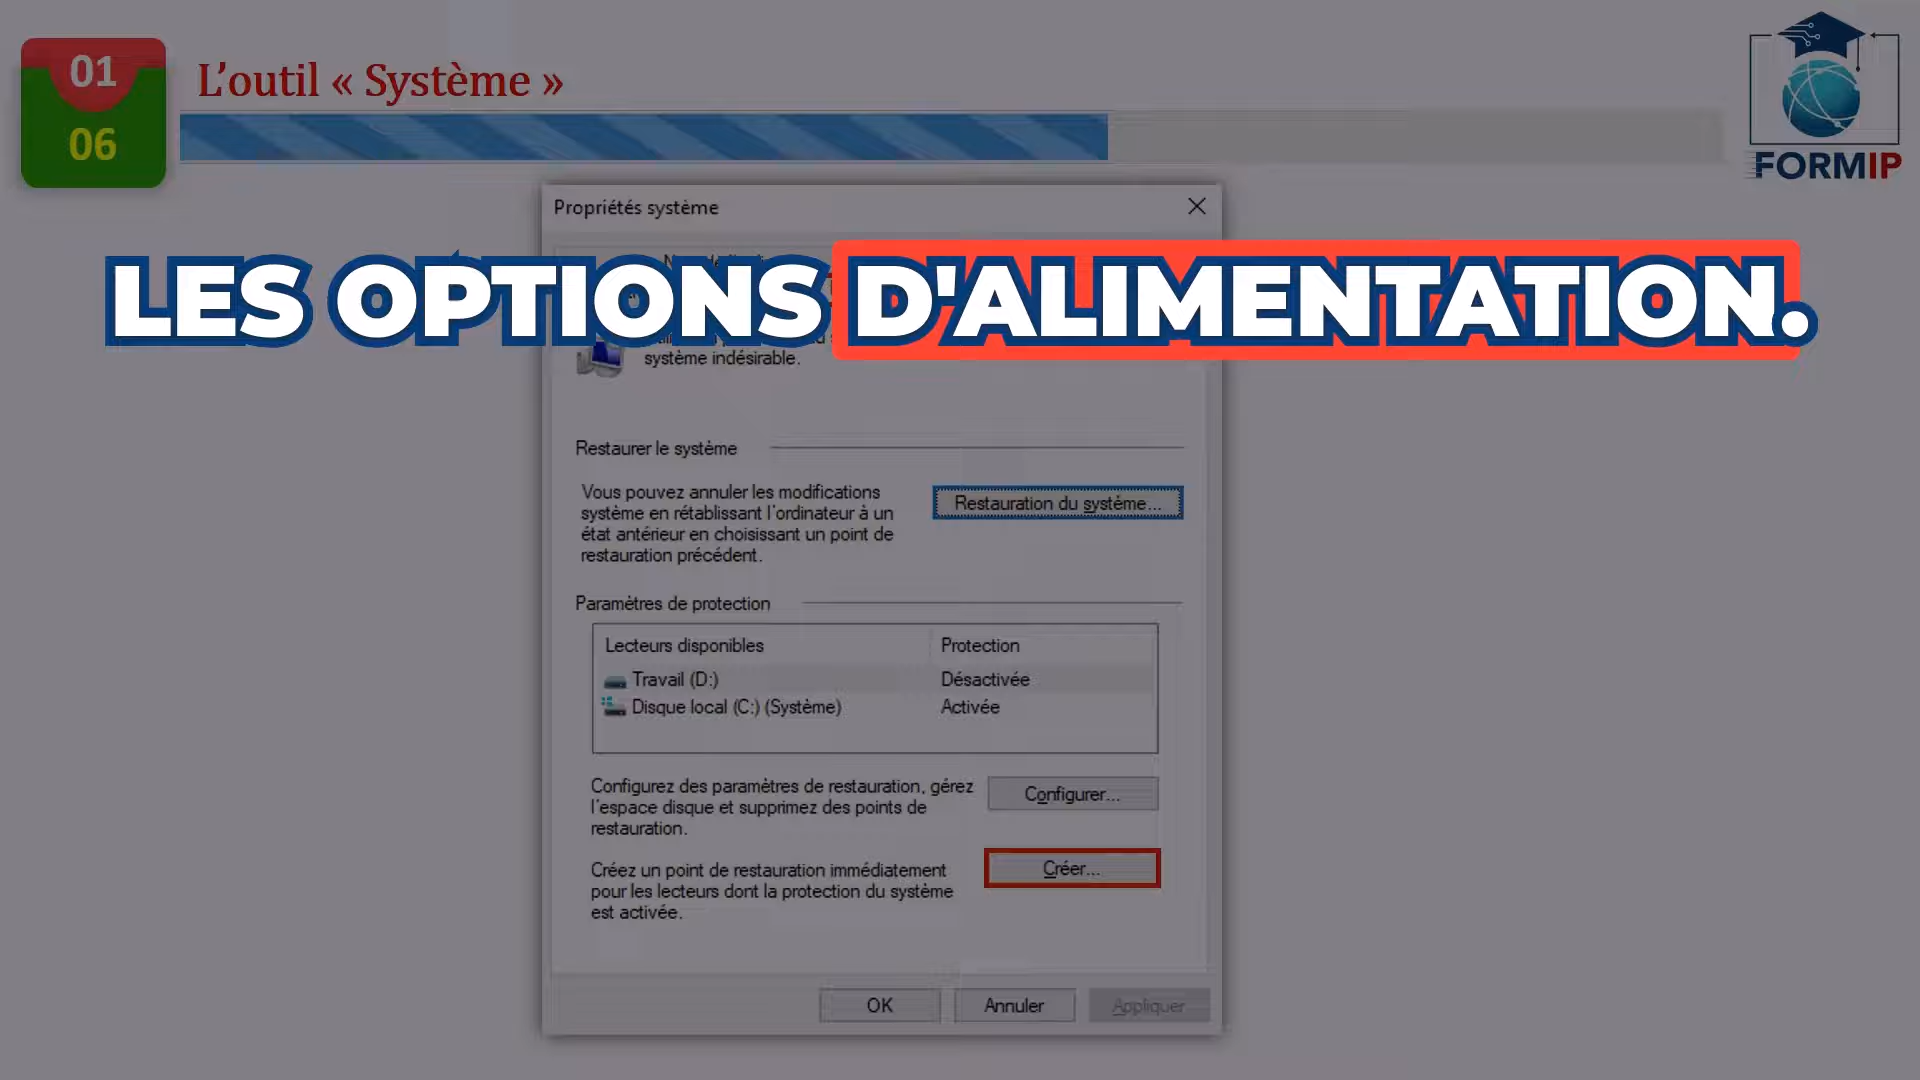 01
06
L’outil « Système »
FORMIP
Propriétés système
LES OPTIONS D'ALIMENTATION.
système indésirable.
Restaurer le système
Vous pouvez annuler les modifications
système en rétablissant l'ordinateur à un
état antérieur en choisissant un point de
restauration précédent.
Restauration du système...
Paramètres de protection
Lecteurs disponibles Protection
Travail (D:) Désactivée
Disque local (C:) (Système) Activée
Configurez des paramètres de restauration, gérez
l'espace disque et supprimez des points de
restauration.
Configurer...
Créez un point de restauration immédiatement
pour les lecteurs dont la protection du système
est activée.
Créer...
OK Annuler Appliquer